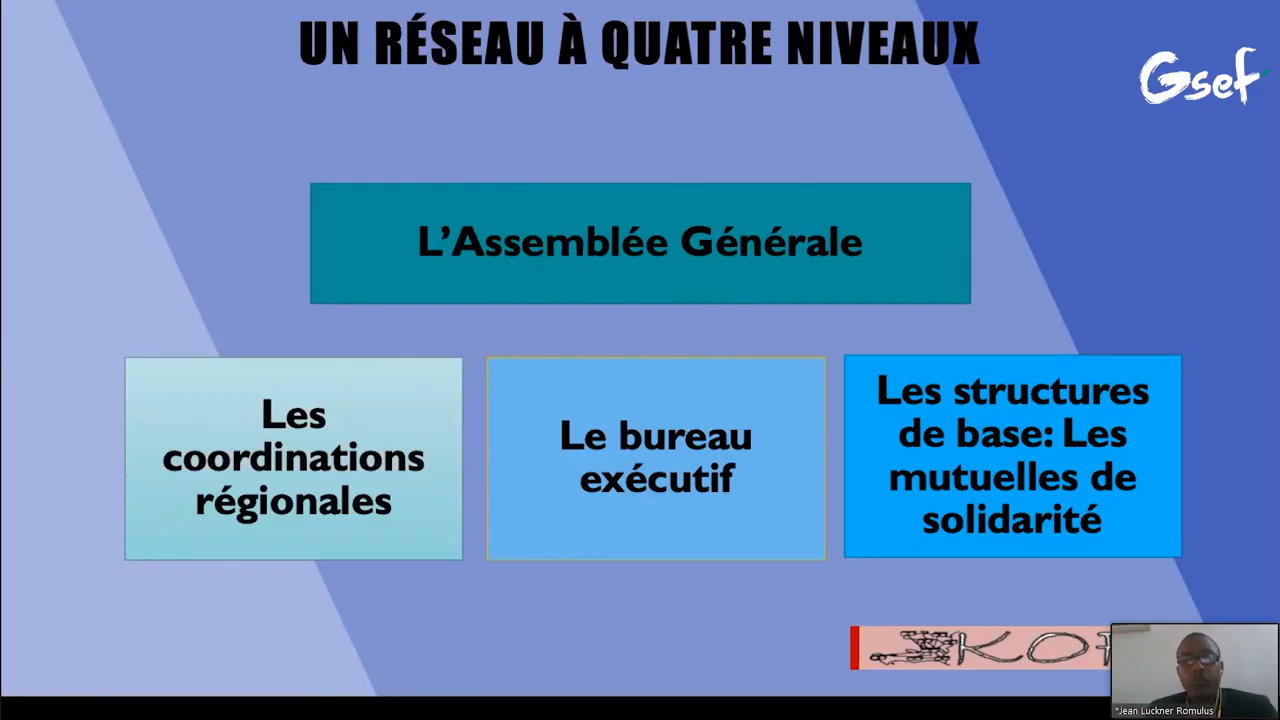 UN RÉSEAU À QUATRE NIVEAUX
Gsef
L’Assemblée Générale
Les
coordinations
régionales
Le bureau
exécutif
Les structures
de base: Les
mutuelles de
solidarité
*Jean Luckner Romulus